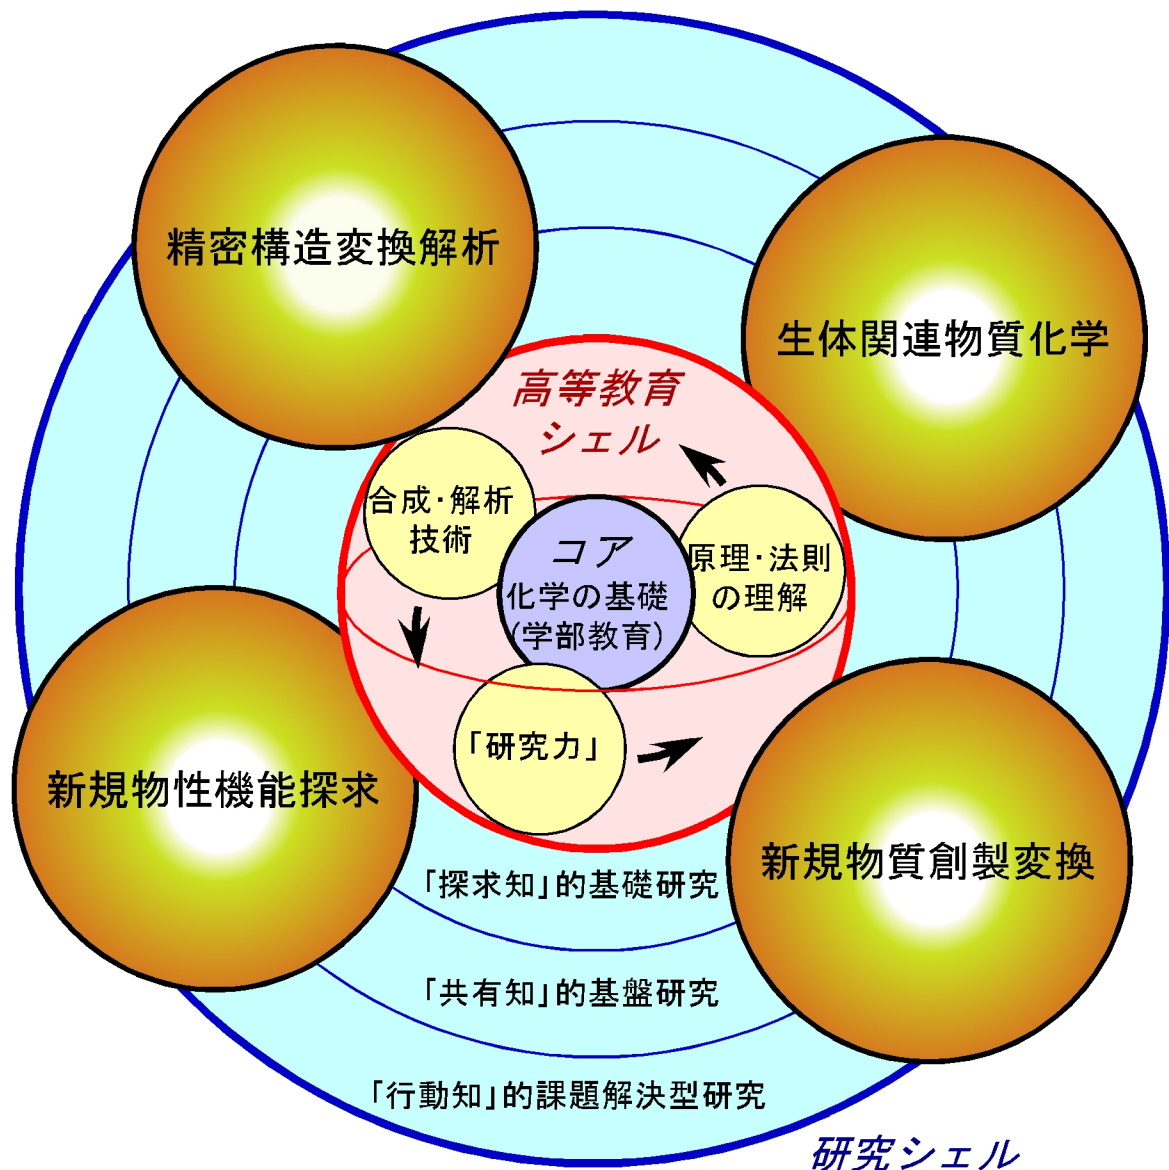 精密構造変換解析
生体関連物質化学
高等教育
シェル
合成・解析
技術
コア
化学の基礎
(学部教育)
原理・法則
の理解
「研究力」
新規物性機能探求
新規物質創製変換
「探求知」的基礎研究
「共有知」的基盤研究
「行動知」的課題解決型研究
研究シェル